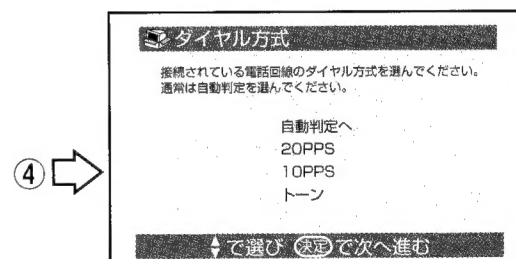 ダイヤル方式
接続されている電話回線のダイヤル方式を選んでください。
通常は自動判定を選んでください。
自動判定へ
20PPS
10PPS
トーン
④
で選び 決定 で次へ進む